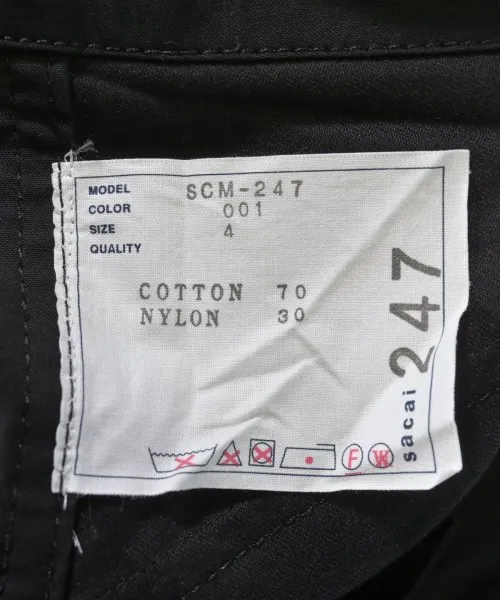 MODEL SCM-247
COLOR 001
SIZE 4
QUALITY
COTTON 70
NYLON 30
F W
sacai 247